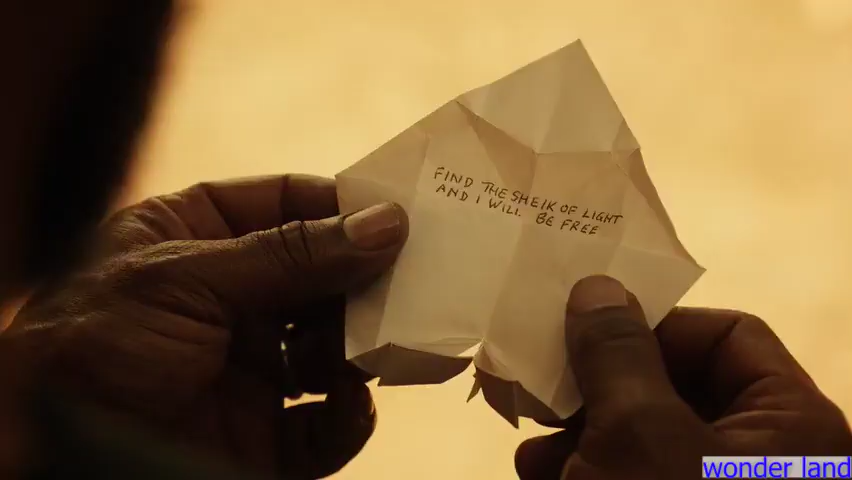 FIND THE SHEIK OF LIGHT
AND I WILL BE FREE
wonder land